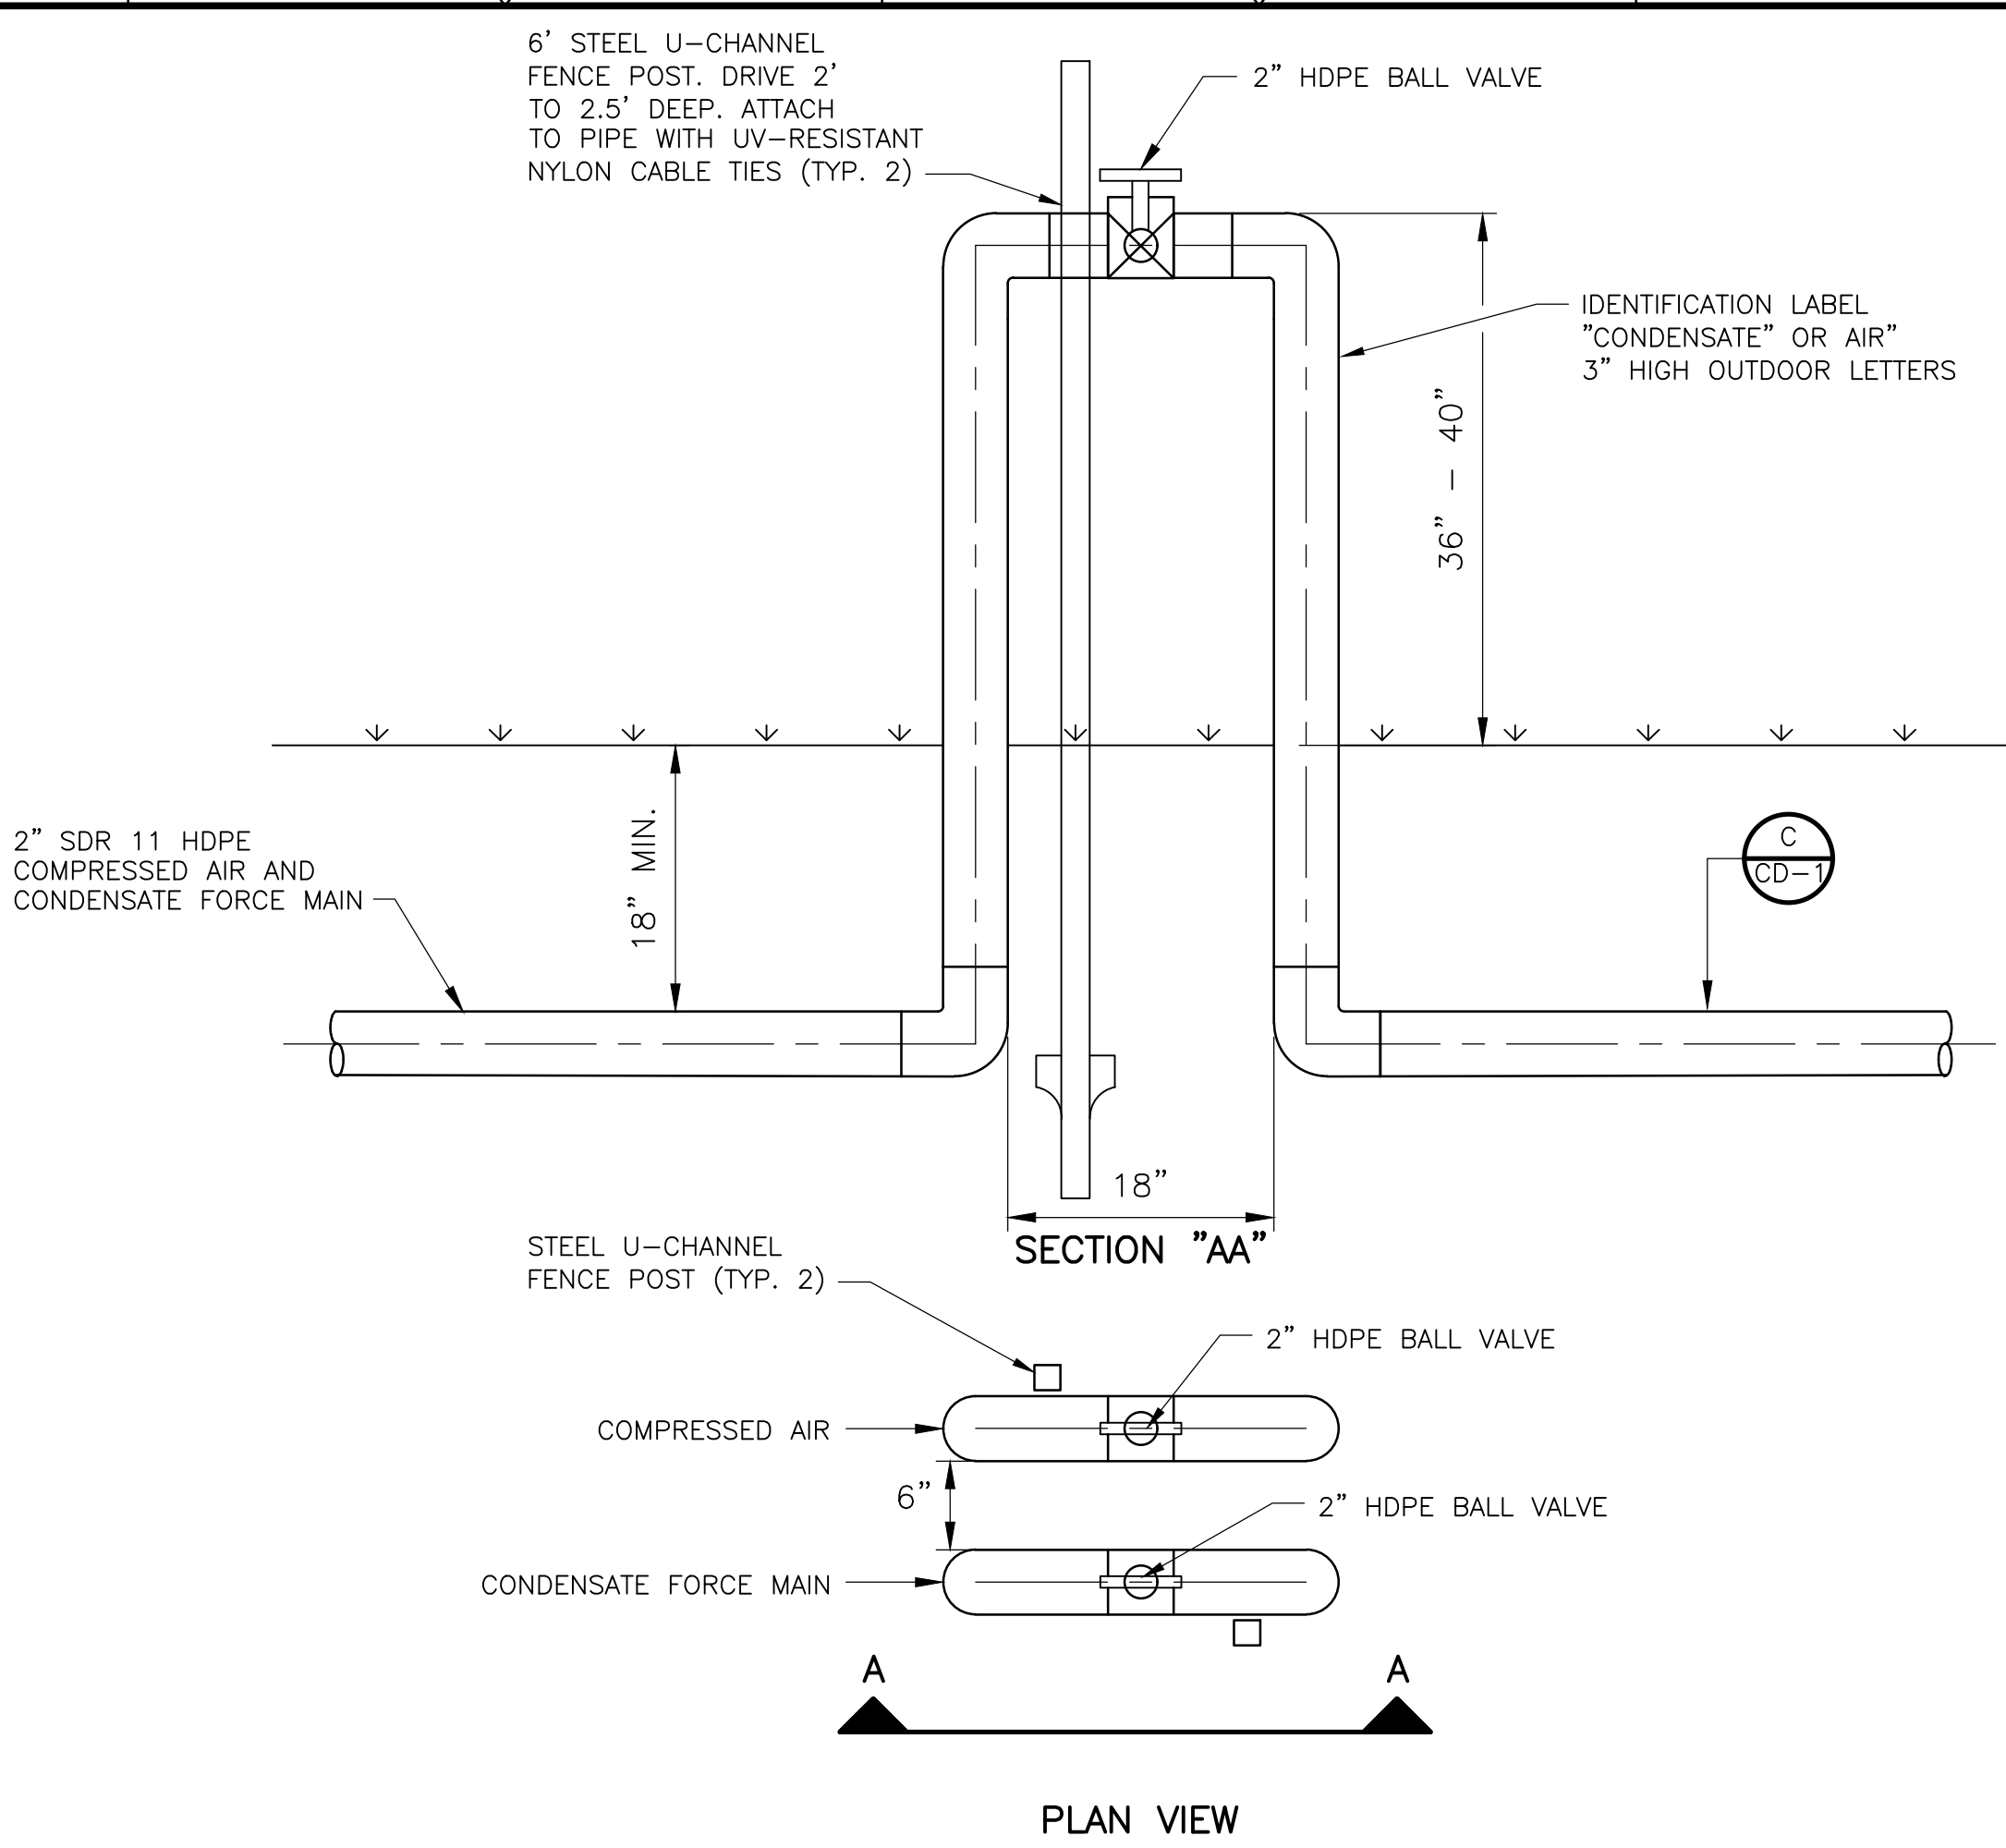 6' STEEL U-CHANNEL
FENCE POST. DRIVE 2'
TO 2.5' DEEP. ATTACH
TO PIPE WITH UV-RESISTANT
NYLON CABLE TIES (TYP. 2)
2" HDPE BALL VALVE
IDENTIFICATION LABEL
"CONDENSATE" OR AIR"
3" HIGH OUTDOOR LETTERS
36" - 40"
18" MIN.
2" SDR 11 HDPE
COMPRESSED AIR AND
CONDENSATE FORCE MAIN
C
CD-1
18"
SECTION "AA"
STEEL U-CHANNEL
FENCE POST (TYP. 2)
2" HDPE BALL VALVE
COMPRESSED AIR
6"
2" HDPE BALL VALVE
CONDENSATE FORCE MAIN
A A
PLAN VIEW